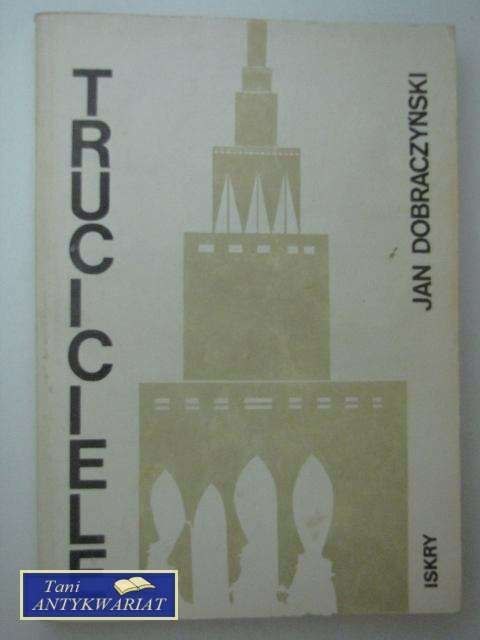 TRUCICIELE
JAN DOBRACZYŃSKI
ISKRY
Tani
ANTYKWARIAT